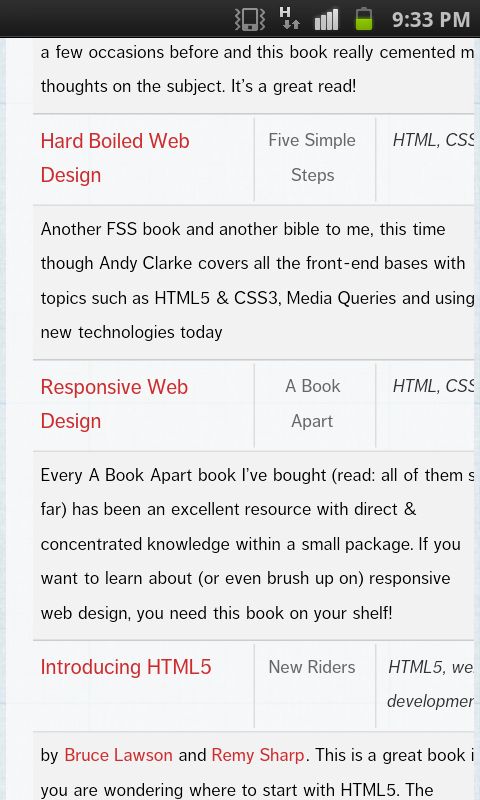 H 9:33 PM
a few occasions before and this book really cemented m
thoughts on the subject. It's a great read!
Hard Boiled Web
Design
Five Simple
Steps
HTML, CSS
Another FSS book and another bible to me, this time
though Andy Clarke covers all the front-end bases with
topics such as HTML5 & CSS3, Media Queries and using
new technologies today
Responsive Web
Design
A Book
Apart
HTML, CSS
Every A Book Apart book I've bought (read: all of them s
far) has been an excellent resource with direct &
concentrated knowledge within a small package. If you
want to learn about (or even brush up on) responsive
web design, you need this book on your shelf!
Introducing HTML5
New Riders
HTML5, we
developmen
by Bruce Lawson and Remy Sharp. This is a great book i
you are wondering where to start with HTML5. The